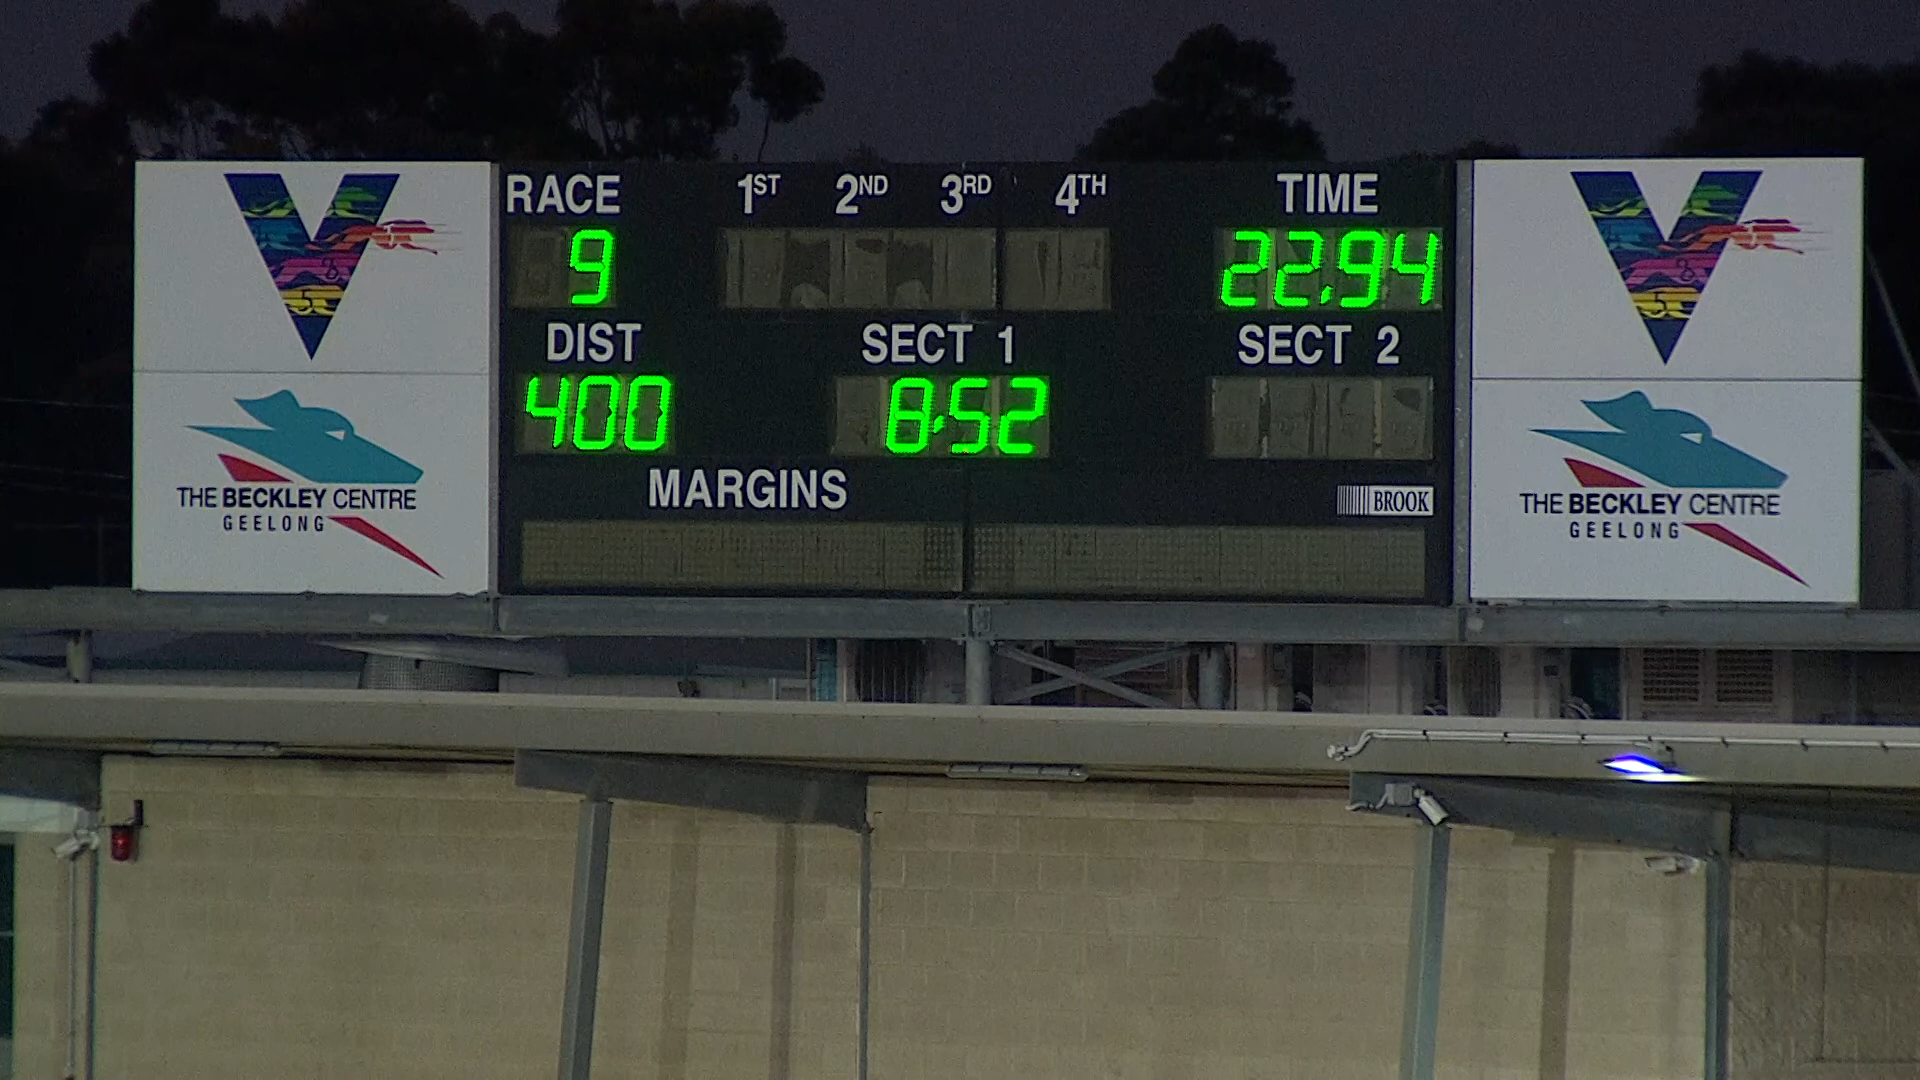 RACE 1ST 2ND 3RD 4TH TIME
9 22.94
DIST SECT 1 SECT 2
400 8.52
MARGINS
BROOK
THE BECKLEY CENTRE
GEELONG
THE BECKLEY CENTRE
GEELONG